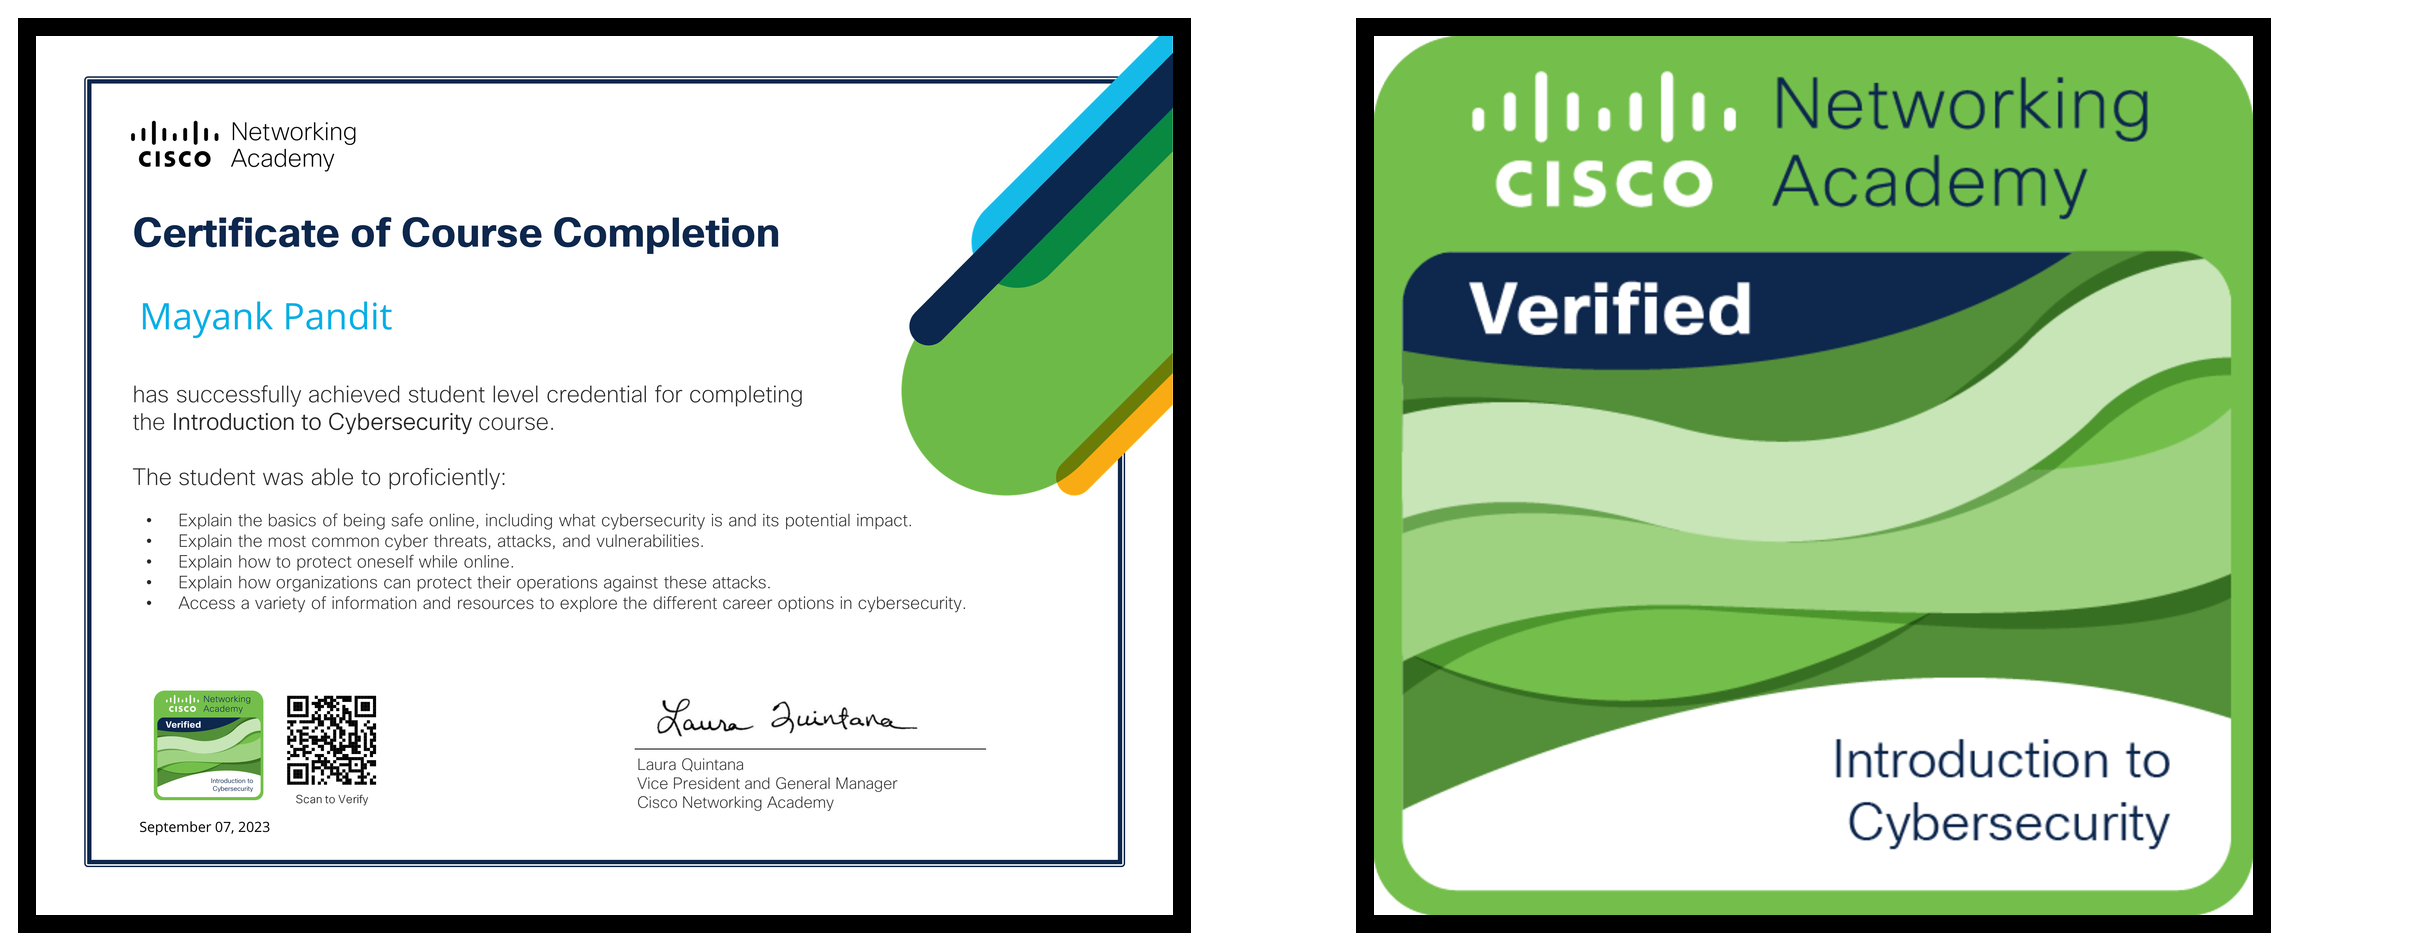 CISCO Networking
Academy
Certificate of Course Completion
Mayank Pandit
has successfully achieved student level credential for completing
the Introduction to Cybersecurity course.
The student was able to proficiently:
• Explain the basics of being safe online, including what cybersecurity is and its potential impact.
• Explain the most common cyber threats, attacks, and vulnerabilities.
• Explain how to protect oneself while online.
• Explain how organizations can protect their operations against these attacks.
• Access a variety of information and resources to explore the different career options in cybersecurity.
CISCO Networking
Academy
Verified
Introduction to
Cybersecurity
Scan to Verify
September 07, 2023
Laura Quintana
Laura Quintana
Vice President and General Manager
Cisco Networking Academy
CISCO Networking
Academy
Verified
Introduction to
Cybersecurity